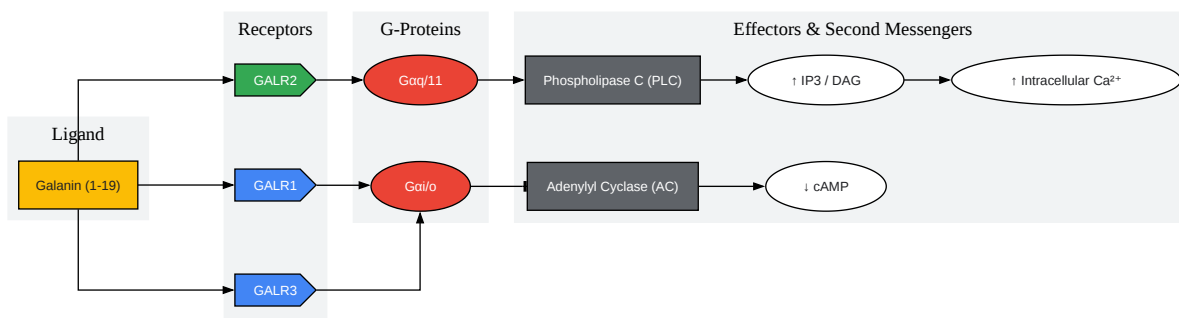 Receptors
G-Proteins
Effectors & Second Messengers
GALR2
Gαq/11
Phospholipase C (PLC)
↑ IP3 / DAG
↑ Intracellular Ca²⁺
Ligand
Galanin (1-19)
GALR1
Gαi/o
Adenylyl Cyclase (AC)
↓ cAMP
GALR3